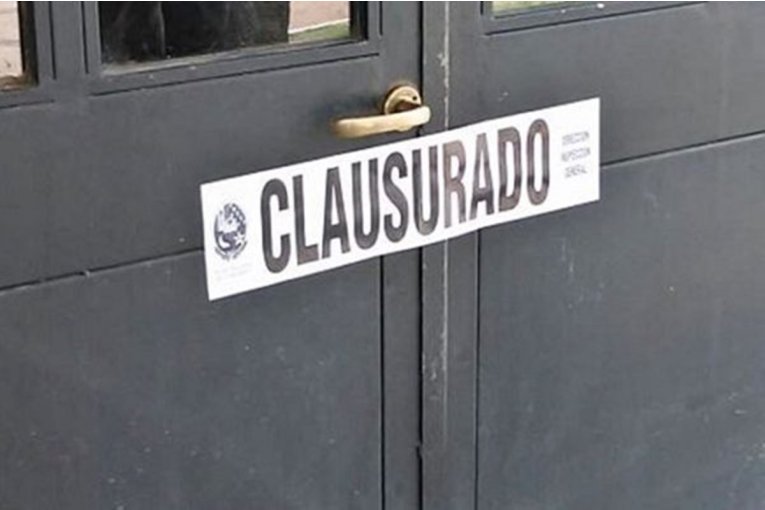 CLAUSURADO
DIRECCION
INSPECCION
GENERAL